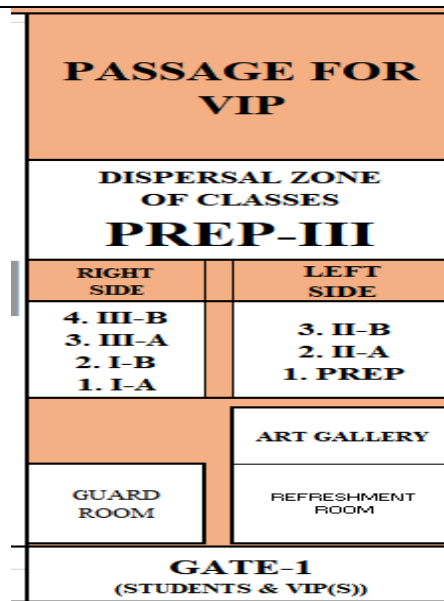 PASSAGE FOR
VIP
DISPERSAL ZONE
OF CLASSES
PREP-III
RIGHT
SIDE
LEFT
SIDE
4. III-B
3. III-A
2. I-B
1. I-A
3. II-B
2. II-A
1. PREP
ART GALLERY
GUARD
ROOM
REFRESHMENT
ROOM
GATE-1
(STUDENTS & VIP(S))